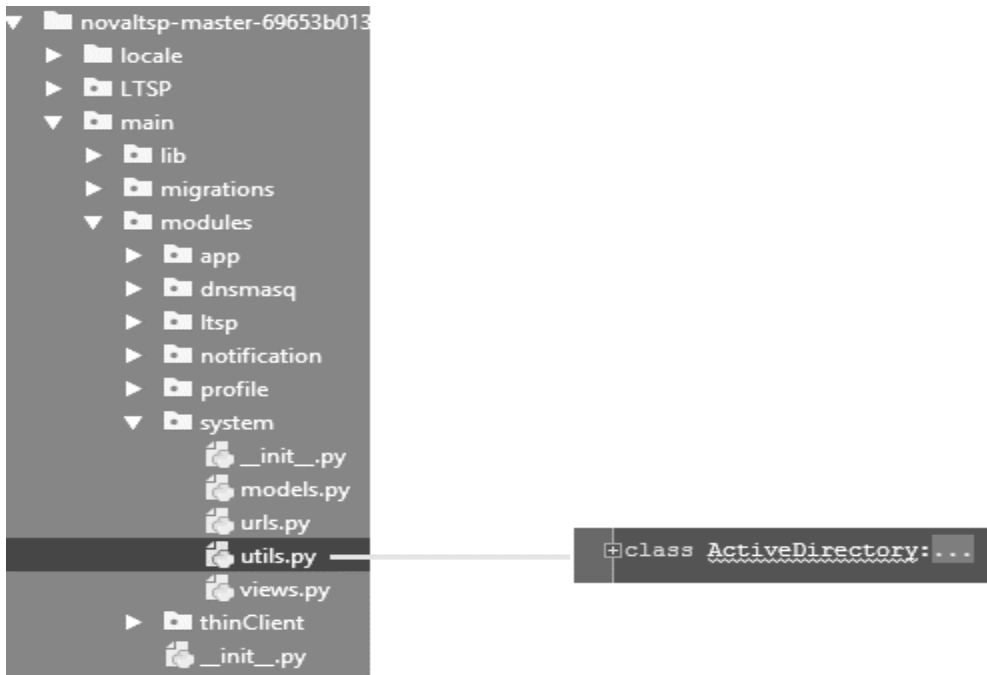 novaltsp-master-69653b013
locale
LTSP
main
lib
migrations
modules
app
dnsmasq
ltsp
notification
profile
system
__init__.py
models.py
urls.py
utils.py
class ActiveDirectory:...
views.py
thinClient
__init__.py